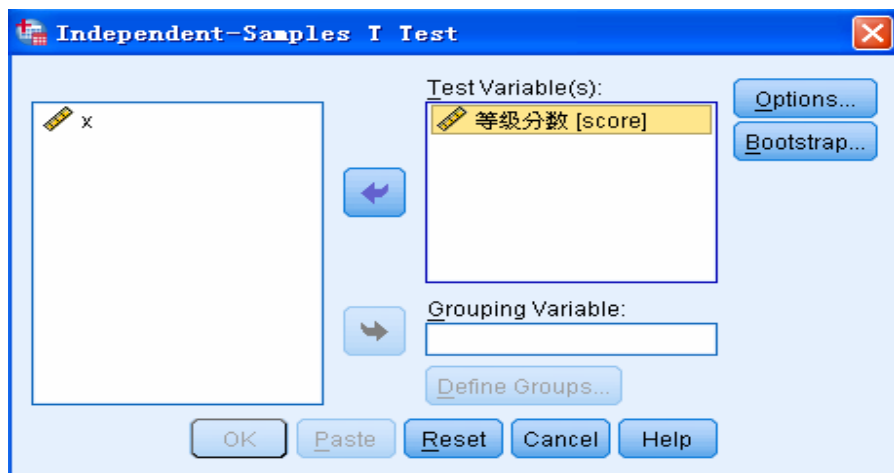 Independent-Samples T Test
x
Test Variable(s):
等级分数 [score]
Options...
Bootstrap...
Grouping Variable:
Define Groups...
OK
Paste
Reset
Cancel
Help